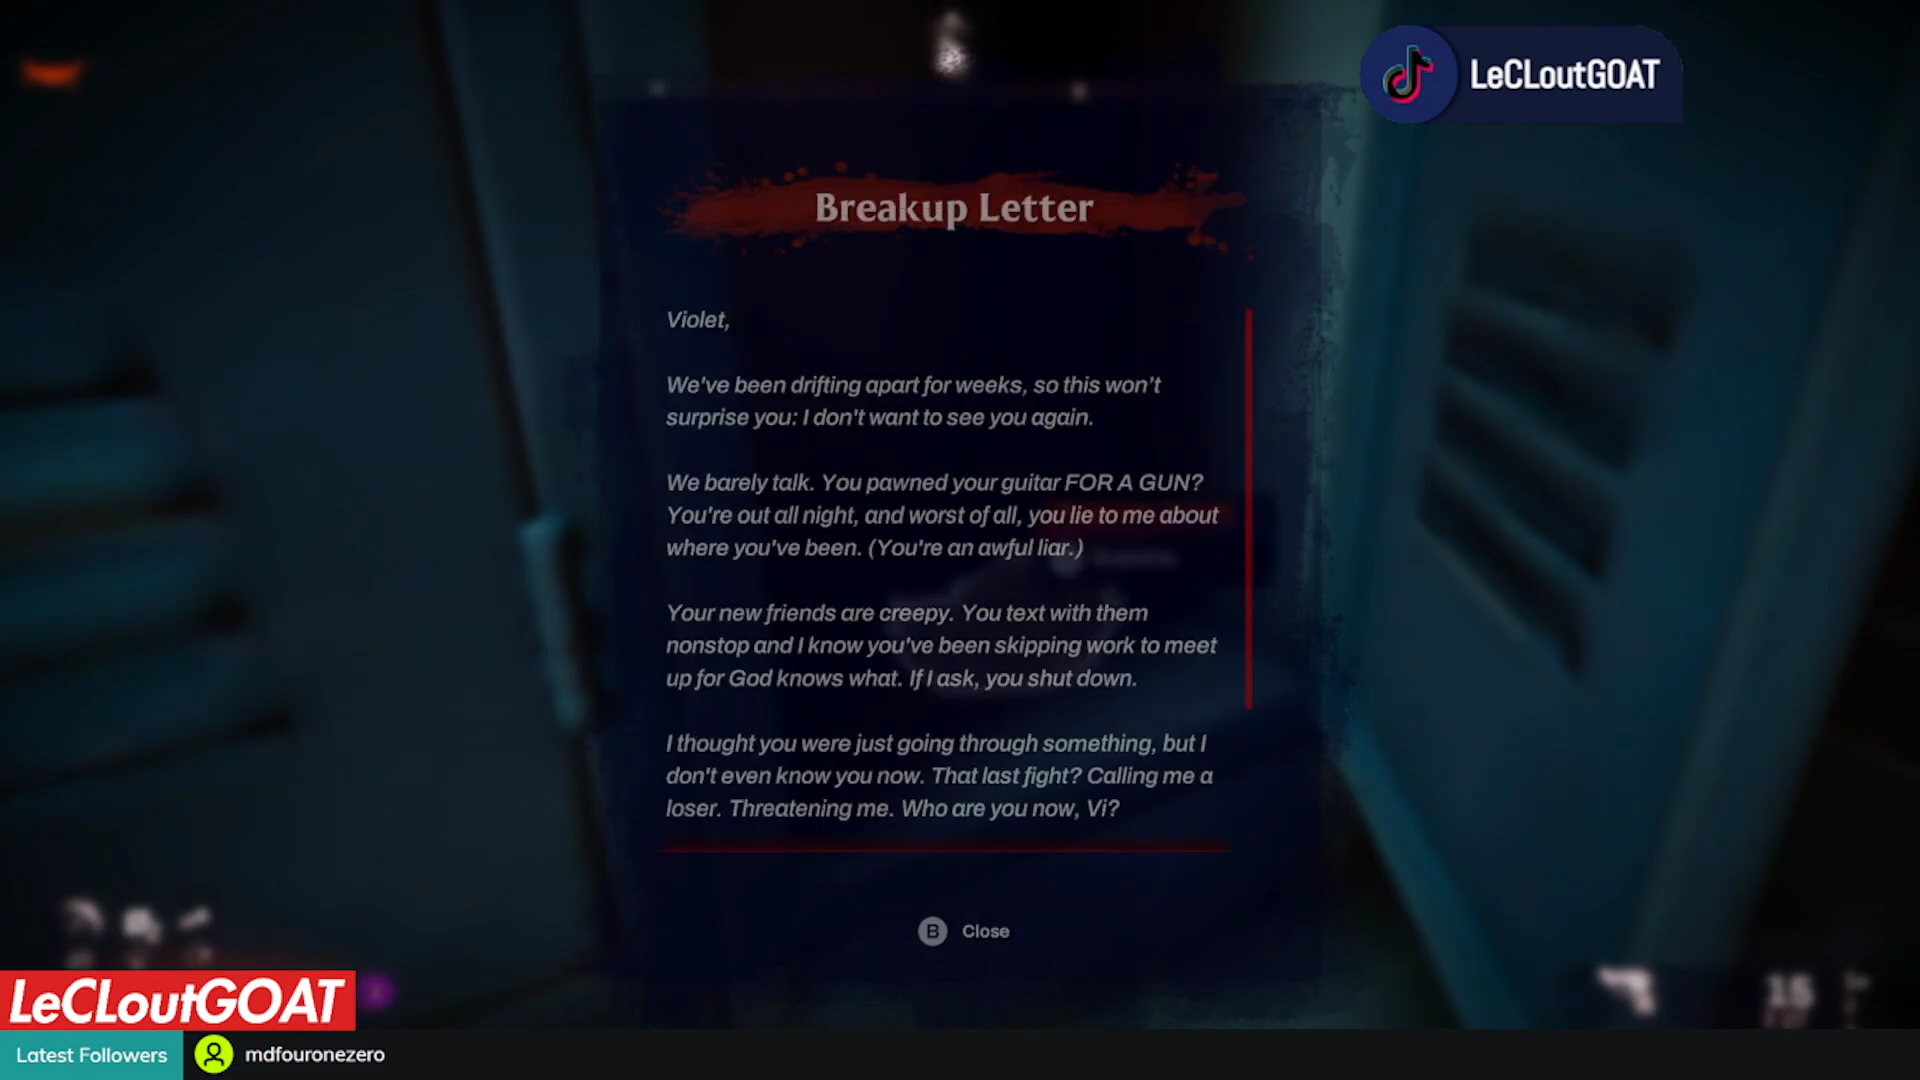 LeCLoutGOAT
Breakup Letter
Violet,
We've been drifting apart for weeks, so this won't
surprise you: I don't want to see you again.
We barely talk. You pawned your guitar FOR A GUN?
You're out all night, and worst of all, you lie to me about
where you've been. (You're an awful liar.)
Your new friends are creepy. You text with them
nonstop and I know you've been skipping work to meet
up for God knows what. If I ask, you shut down.
I thought you were just going through something, but I
don't even know you now. That last fight? Calling me a
loser. Threatening me. Who are you now, Vi?
B Close
15
LeCLoutGOAT
Latest Followers
mdfouronezero